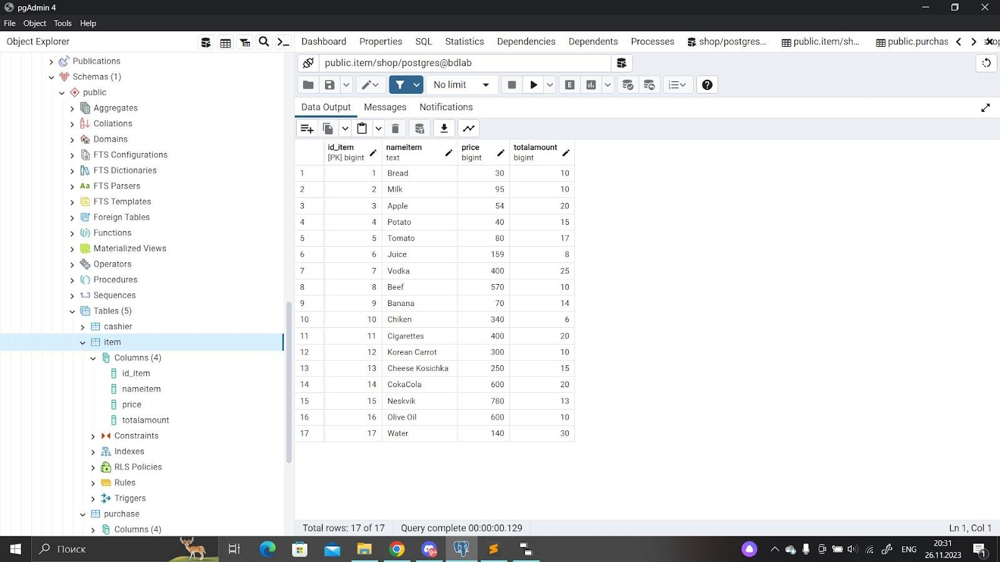 pgAdmin 4
File Object Tools Help
Object Explorer
Dashboard Properties SQL Statistics Dependencies Dependents Processes shop/postgres... public.item/sh... public.purchas
public.item/shop/postgres@bdlab
No limit
E
Data Output Messages Notifications
Publications
Schemas (1)
public
Aggregates
Collations
Domains
FTS Configurations
FTS Dictionaries
Aa FTS Parsers
FTS Templates
Foreign Tables
Functions
Materialized Views
Operators
Procedures
1..3 Sequences
Tables (5)
cashier
item
Columns (4)
id_item
nameitem
price
totalamount
Constraints
Indexes
RLS Policies
Rules
Triggers
purchase
Columns (4)
id_item nameitem price totalamount
[PK] bigint text bigint bigint
1 1 Bread 30 10
2 2 Milk 95 10
3 3 Apple 54 20
4 4 Potato 40 15
5 5 Tomato 80 17
6 6 Juice 159 8
7 7 Vodka 400 25
8 8 Beef 570 10
9 9 Banana 70 14
10 10 Chiken 340 6
11 11 Cigarettes 400 20
12 12 Korean Carrot 300 10
13 13 Cheese Kosichka 250 15
14 14 CokaCola 600 20
15 15 Neskvik 780 13
16 16 Olive Oil 600 10
17 17 Water 140 30
Total rows: 17 of 17 Query complete 00:00:00.129 Ln 1, Col 1
Поиск 9+ ENG 20:31
26.11.2023 1